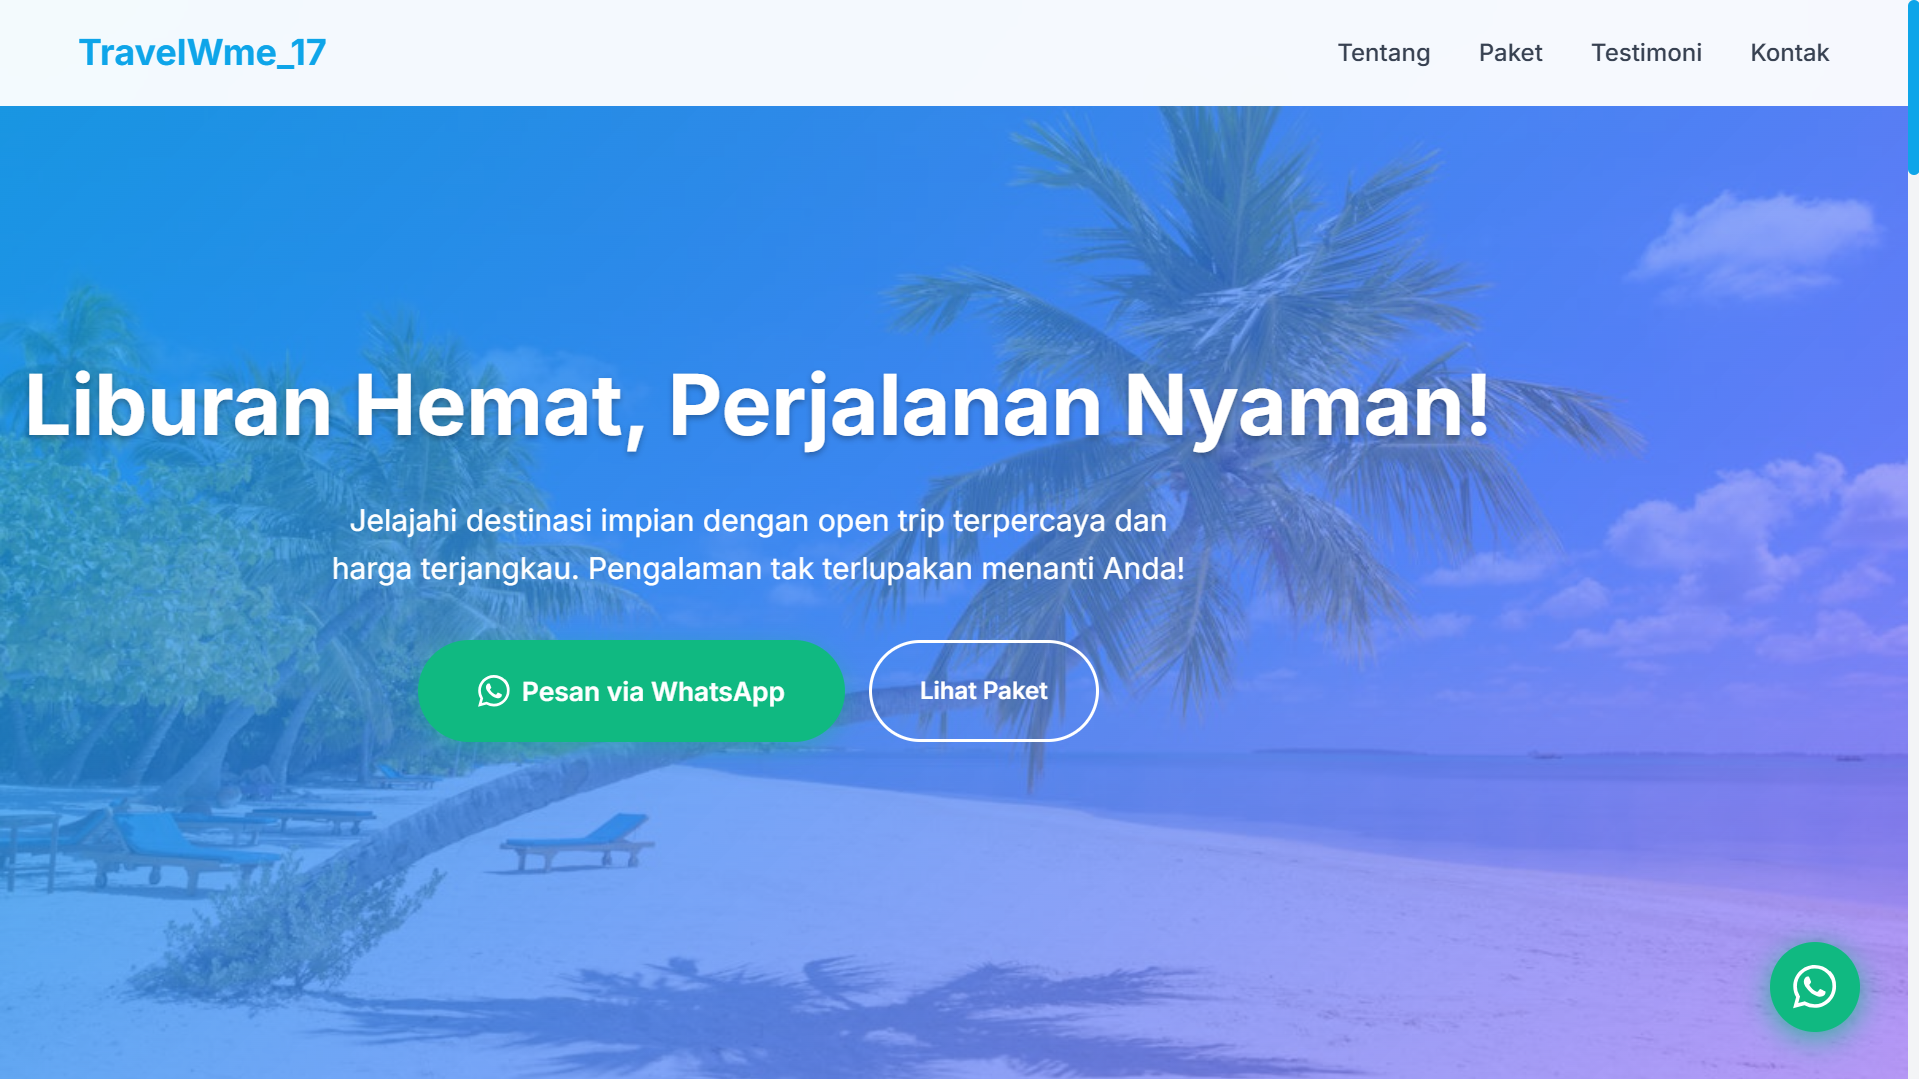 TravelWme_17
Tentang
Paket
Testimoni
Kontak
Liburan Hemat, Perjalanan Nyaman!
Jelajahi destinasi impian dengan open trip terpercaya dan
harga terjangkau. Pengalaman tak terlupakan menanti Anda!
Pesan via WhatsApp
Lihat Paket